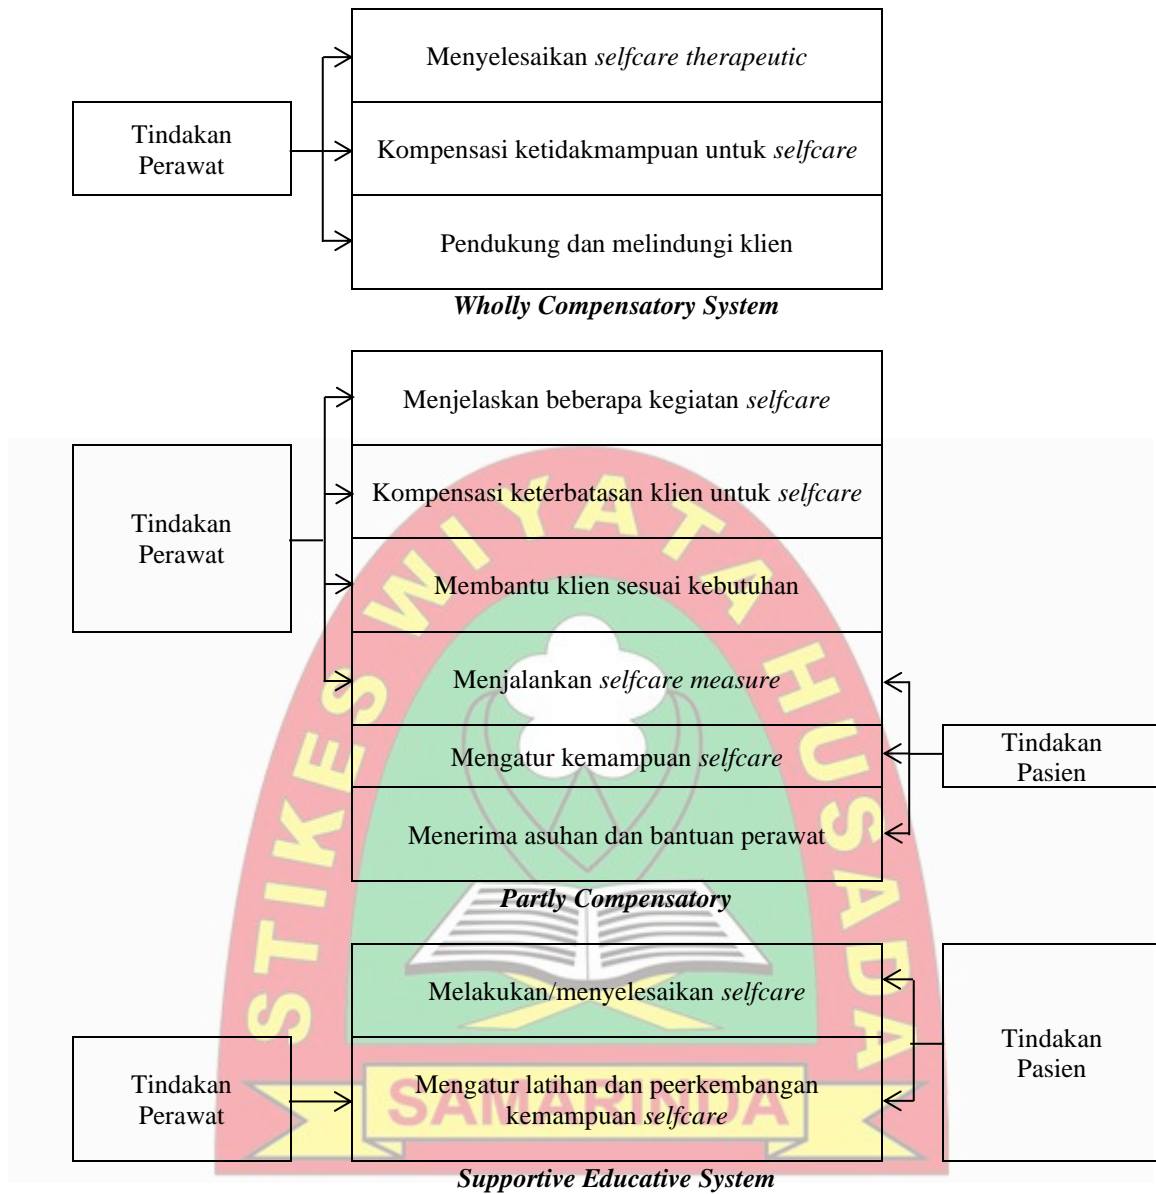 Menyelesaikan selfcare therapeutic
Tindakan
Perawat
Kompensasi ketidakmampuan untuk selfcare
Pendukung dan melindungi klien
Wholly Compensatory System
Menjelaskan beberapa kegiatan selfcare
Tindakan
Perawat
Kompensasi keterbatasan klien untuk selfcare
Membantu klien sesuai kebutuhan
Menjalankan selfcare measure
Mengatur kemampuan selfcare
Tindakan
Pasien
Menerima asuhan dan bantuan perawat
Partly Compensatory
Melakukan/menyelesaikan selfcare
Tindakan
Pasien
Tindakan
Perawat
Mengatur latihan dan peerkembangan
kemampuan selfcare
Supportive Educative System
STIKES WIYATA HUSADA
SAMARINDA